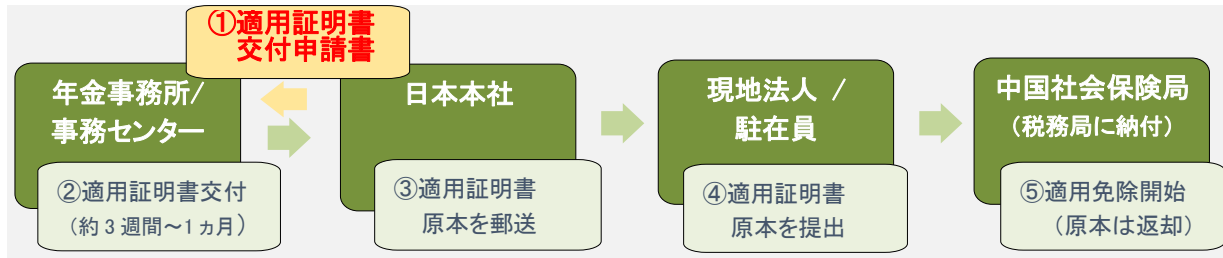 ①適用証明書
交付申請書
年金事務所/
事務センター
②適用証明書交付
(約3週間～1ヵ月)
日本本社
③適用証明書
原本を郵送
現地法人 /
駐在員
④適用証明書
原本を提出
中国社会保険局
(税務局に納付)
⑤適用免除開始
(原本は返却)